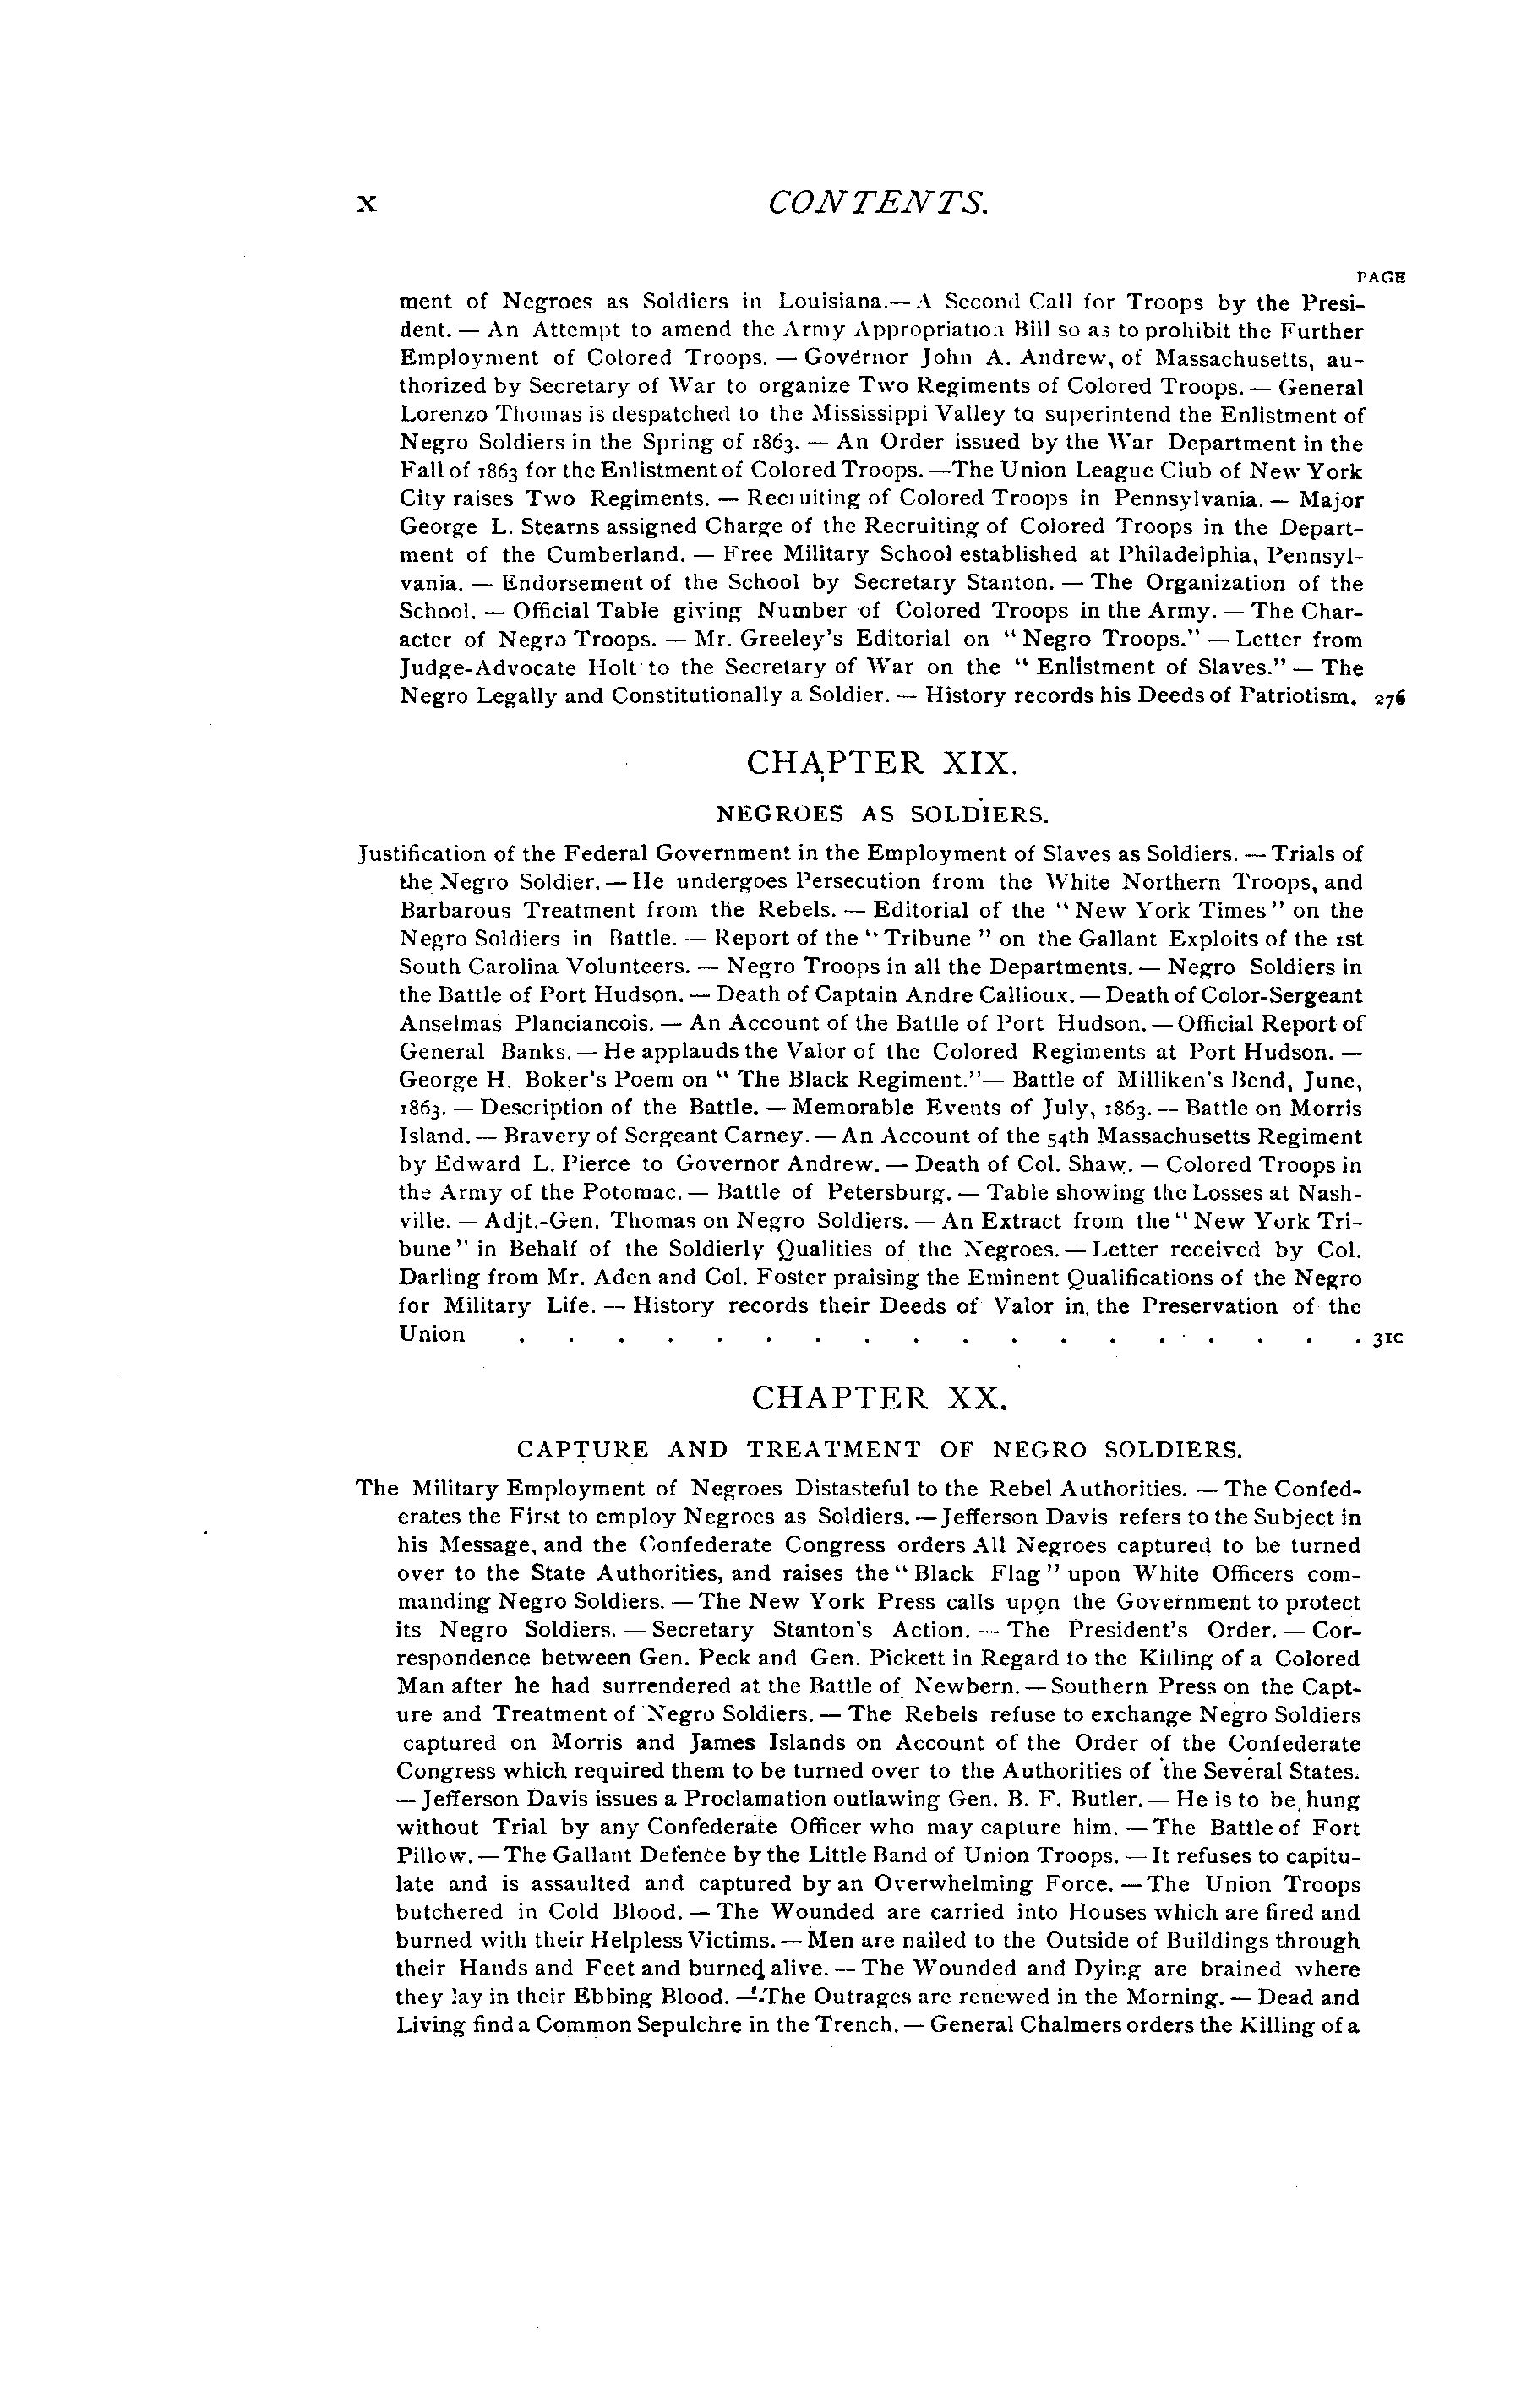 x CONTENTS.
PAGE
ment of Negroes as Soldiers in Louisiana.— A Second Call for Troops by the Presi-
dent. — An Attempt to amend the Army Appropriation Bill so as to prohibit the Further
Employment of Colored Troops. — Governor John A. Andrew, of Massachusetts, au-
thorized by Secretary of War to organize Two Regiments of Colored Troops. — General
Lorenzo Thomas is despatched to the Mississippi Valley to superintend the Enlistment of
Negro Soldiers in the Spring of 1863. — An Order issued by the War Department in the
Fall of 1863 for the Enlistment of Colored Troops. — The Union League Club of New York
City raises Two Regiments. — Recruiting of Colored Troops in Pennsylvania. — Major
George L. Stearns assigned Charge of the Recruiting of Colored Troops in the Depart-
ment of the Cumberland. — Free Military School established at Philadelphia, Pennsyl-
vania. — Endorsement of the School by Secretary Stanton. — The Organization of the
School. — Official Table giving Number of Colored Troops in the Army. — The Char-
acter of Negro Troops. — Mr. Greeley's Editorial on "Negro Troops." — Letter from
Judge-Advocate Holt to the Secretary of War on the "Enlistment of Slaves." — The
Negro Legally and Constitutionally a Soldier. — History records his Deeds of Patriotism. 276
CHAPTER XIX.
NEGROES AS SOLDIERS.
Justification of the Federal Government in the Employment of Slaves as Soldiers. — Trials of
the Negro Soldier. — He undergoes Persecution from the White Northern Troops, and
Barbarous Treatment from the Rebels. — Editorial of the "New York Times" on the
Negro Soldiers in Battle. — Report of the "Tribune" on the Gallant Exploits of the 1st
South Carolina Volunteers. — Negro Troops in all the Departments. — Negro Soldiers in
the Battle of Port Hudson. — Death of Captain Andre Callioux. — Death of Color-Sergeant
Anselmas Planciancois. — An Account of the Battle of Port Hudson. — Official Report of
General Banks. — He applauds the Valor of the Colored Regiments at Port Hudson. —
George H. Boker's Poem on "The Black Regiment."— Battle of Milliken's Bend, June,
1863. — Description of the Battle. — Memorable Events of July, 1863. — Battle on Morris
Island. — Bravery of Sergeant Carney. — An Account of the 54th Massachusetts Regiment
by Edward L. Pierce to Governor Andrew. — Death of Col. Shaw. — Colored Troops in
the Army of the Potomac. — Battle of Petersburg. — Table showing the Losses at Nash-
ville. — Adjt.-Gen. Thomas on Negro Soldiers. — An Extract from the "New York Tri-
bune" in Behalf of the Soldierly Qualities of the Negroes. — Letter received by Col.
Darling from Mr. Aden and Col. Foster praising the Eminent Qualifications of the Negro
for Military Life. — History records their Deeds of Valor in the Preservation of the
Union . . . . . . . . . . . . . . . . . . 310
CHAPTER XX.
CAPTURE AND TREATMENT OF NEGRO SOLDIERS.
The Military Employment of Negroes Distasteful to the Rebel Authorities. — The Confed-
erates the First to employ Negroes as Soldiers. — Jefferson Davis refers to the Subject in
his Message, and the Confederate Congress orders All Negroes captured to be turned
over to the State Authorities, and raises the "Black Flag" upon White Officers com-
manding Negro Soldiers. — The New York Press calls upon the Government to protect
its Negro Soldiers. — Secretary Stanton's Action. — The President's Order. — Cor-
respondence between Gen. Peck and Gen. Pickett in Regard to the Killing of a Colored
Man after he had surrendered at the Battle of Newbern. — Southern Press on the Capt-
ure and Treatment of Negro Soldiers. — The Rebels refuse to exchange Negro Soldiers
captured on Morris and James Islands on Account of the Order of the Confederate
Congress which required them to be turned over to the Authorities of the Several States.
— Jefferson Davis issues a Proclamation outlawing Gen. B. F. Butler. — He is to be hung
without Trial by any Confederate Officer who may capture him. — The Battle of Fort
Pillow. — The Gallant Defence by the Little Band of Union Troops. — It refuses to capitu-
late and is assaulted and captured by an Overwhelming Force. — The Union Troops
butchered in Cold Blood. — The Wounded are carried into Houses which are fired and
burned with their Helpless Victims. — Men are nailed to the Outside of Buildings through
their Hands and Feet and burned alive. — The Wounded and Dying are brained where
they lay in their Ebbing Blood. — The Outrages are renewed in the Morning. — Dead and
Living find a Common Sepulchre in the Trench. — General Chalmers orders the Killing of a